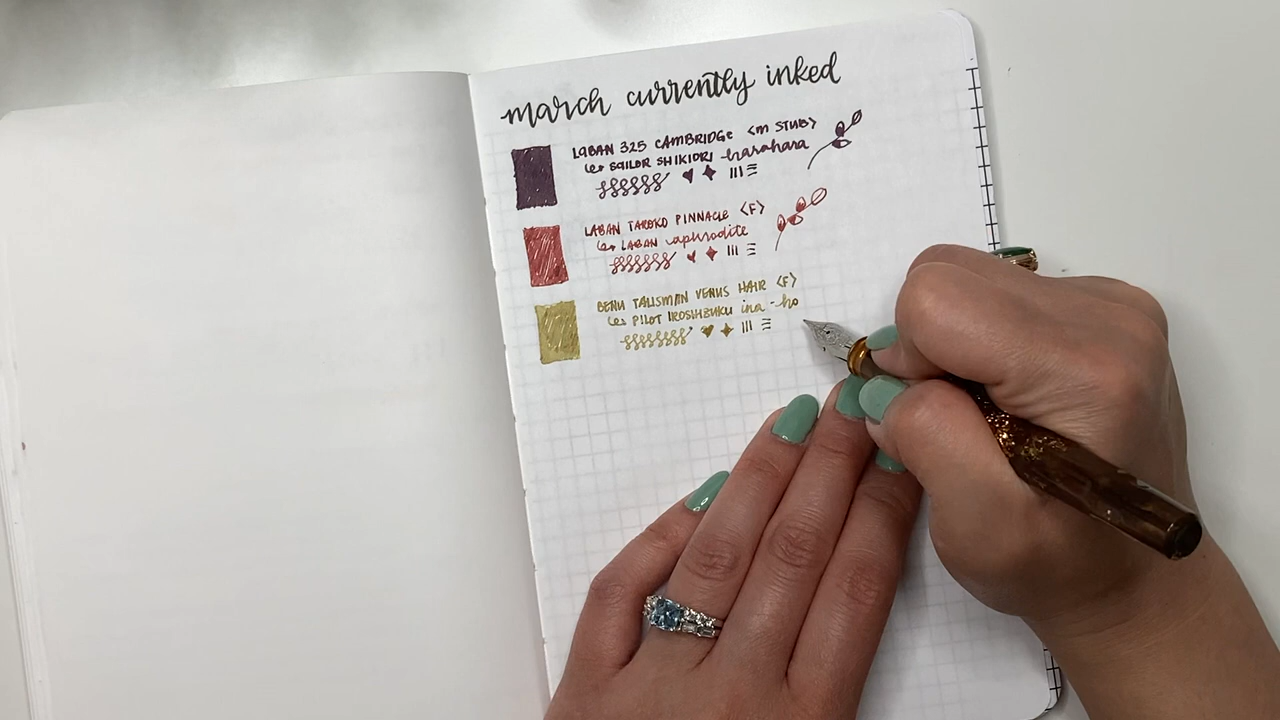 march currently inked
LABAN 325 CAMBRIDGE <M STUB>
↳ SAILOR SHIKIORI harahara
LABAN TAROKO PINNACLE <F>
↳ LABAN aphrodite
BENU TALISMAN VENUS HAIR <F>
↳ PILOT IROSHIZUKU ina-ho